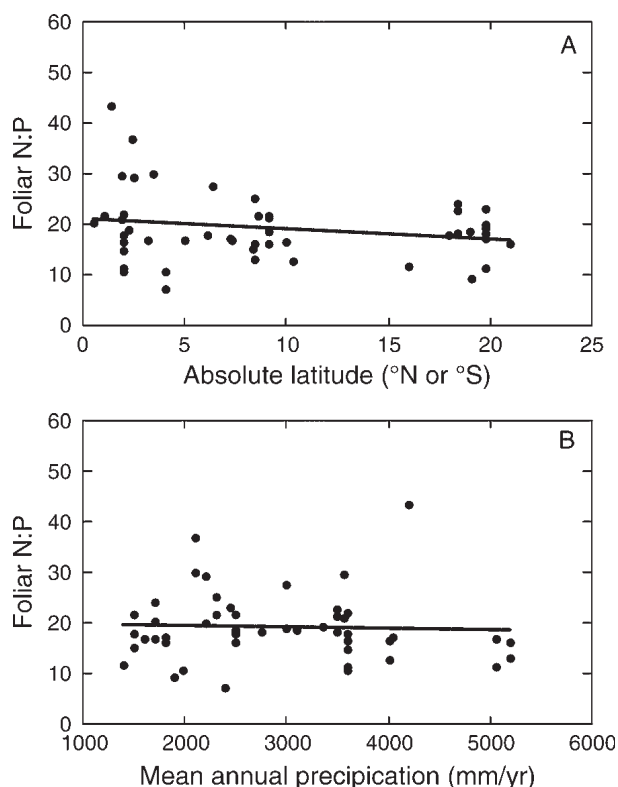 A
60
50
40
30
20
10
0
Foliar N:P
0 5 10 15 20 25
Absolute latitude (°N or °S)
B
60
50
40
30
20
10
0
Foliar N:P
1000 2000 3000 4000 5000 6000
Mean annual precipication (mm/yr)